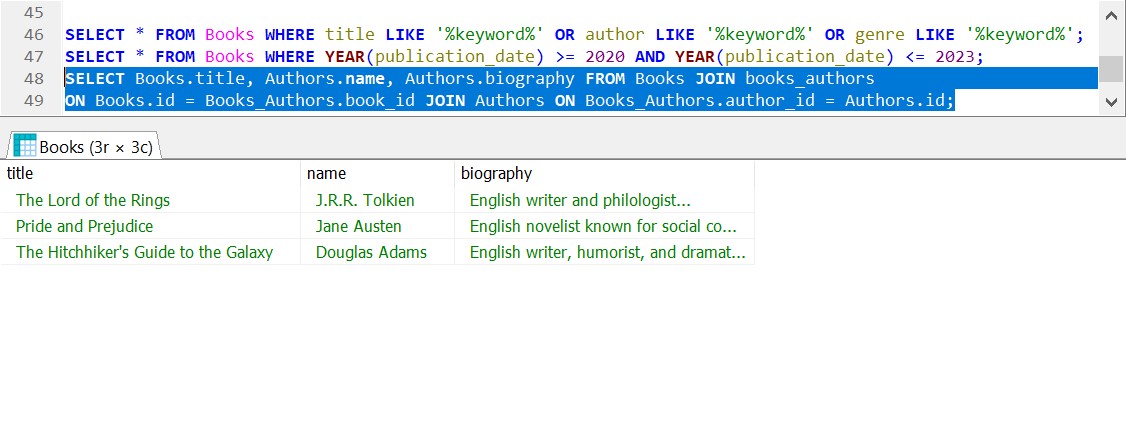 45
46 SELECT * FROM Books WHERE title LIKE '%keyword%' OR author LIKE '%keyword%' OR genre LIKE '%keyword%';
47 SELECT * FROM Books WHERE YEAR(publication_date) >= 2020 AND YEAR(publication_date) <= 2023;
48 SELECT Books.title, Authors.name, Authors.biography FROM Books JOIN books_authors
49 ON Books.id = Books_Authors.book_id JOIN Authors ON Books_Authors.author_id = Authors.id;
Books (3r × 3c)
title name biography
The Lord of the Rings J.R.R. Tolkien English writer and philologist...
Pride and Prejudice Jane Austen English novelist known for social co...
The Hitchhiker's Guide to the Galaxy Douglas Adams English writer, humorist, and dramat...